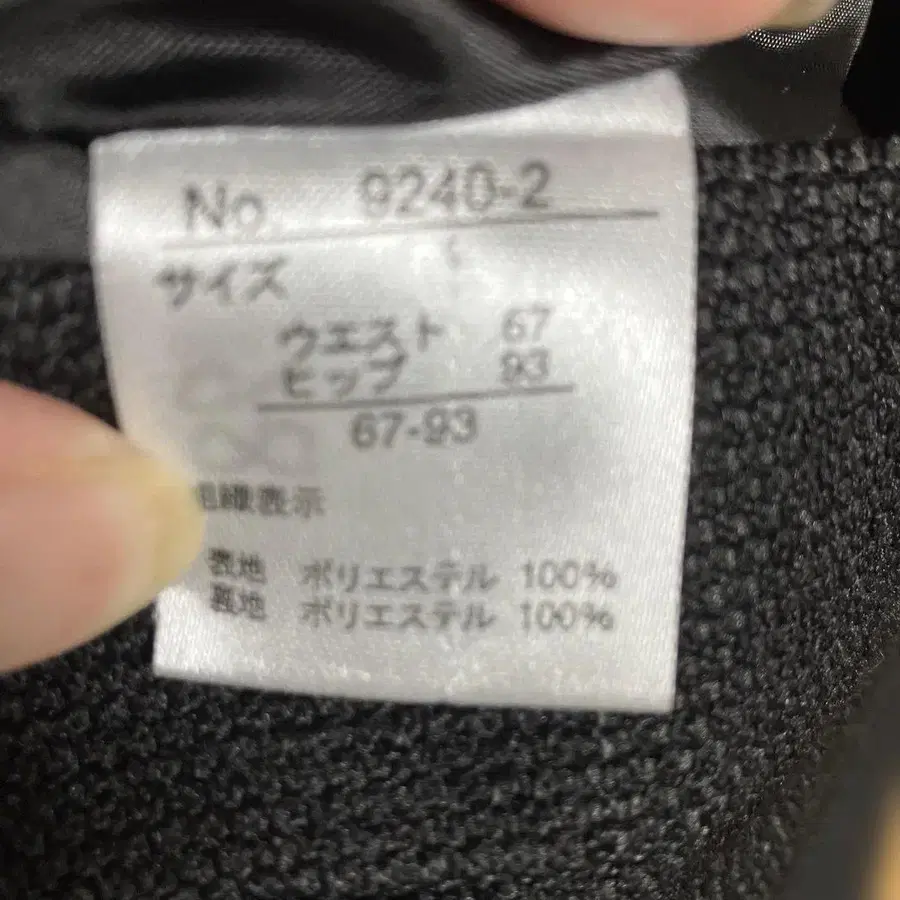 No. 9240-2
サイズ
ウエスト 67
ヒップ 93
67-93
組成表示
表地 ポリエステル 100%
裏地 ポリエステル 100%